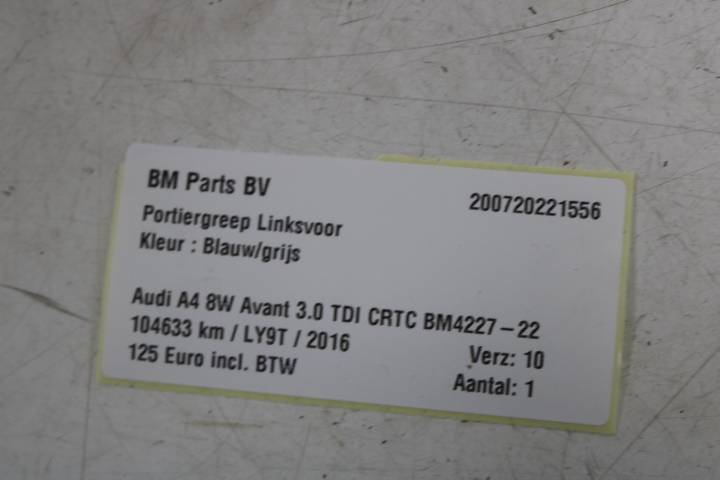 BM Parts BV
200720221556
Portiergreep Linksvoor
Kleur : Blauw/grijs
Audi A4 8W Avant 3.0 TDI CRTC BM4227-22
104633 km / LY9T / 2016
Verz: 10
125 Euro incl. BTW
Aantal: 1